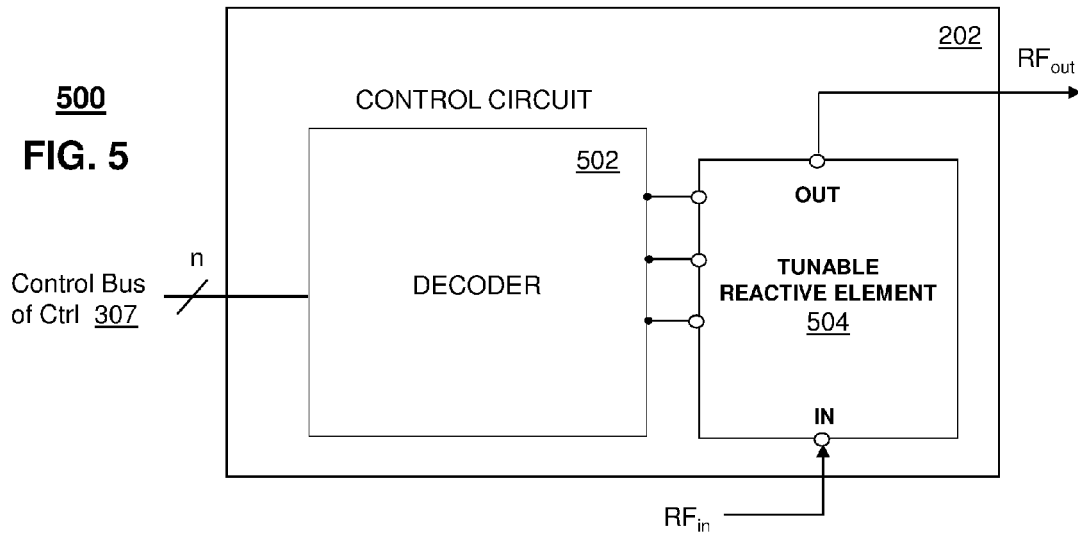 202
RFout
500
CONTROL CIRCUIT
FIG. 5
502
OUT
n
TUNABLE
REACTIVE ELEMENT
504
DECODER
Control Bus
of Ctrl 307
IN
RFin